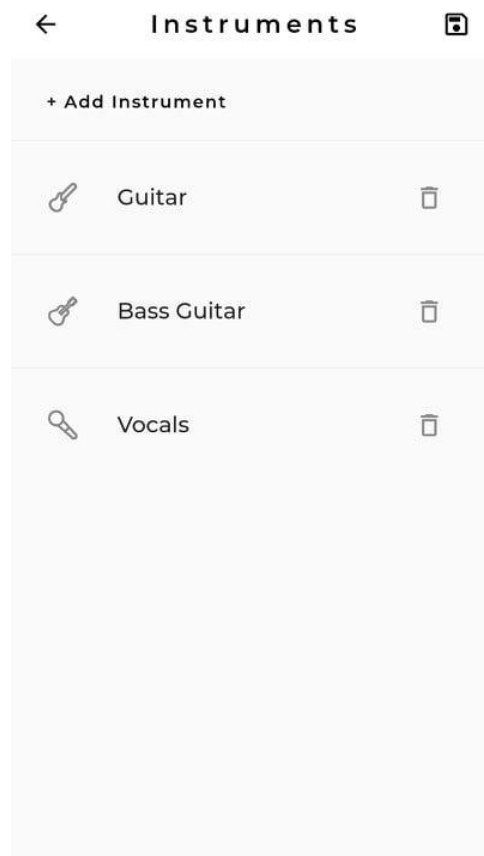 Instruments
+ Add Instrument
Guitar
Bass Guitar
Vocals